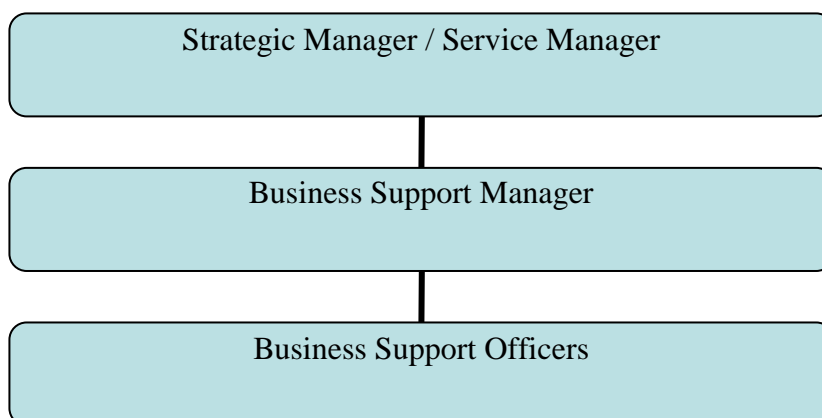 Strategic Manager / Service Manager
Business Support Manager
Business Support Officers